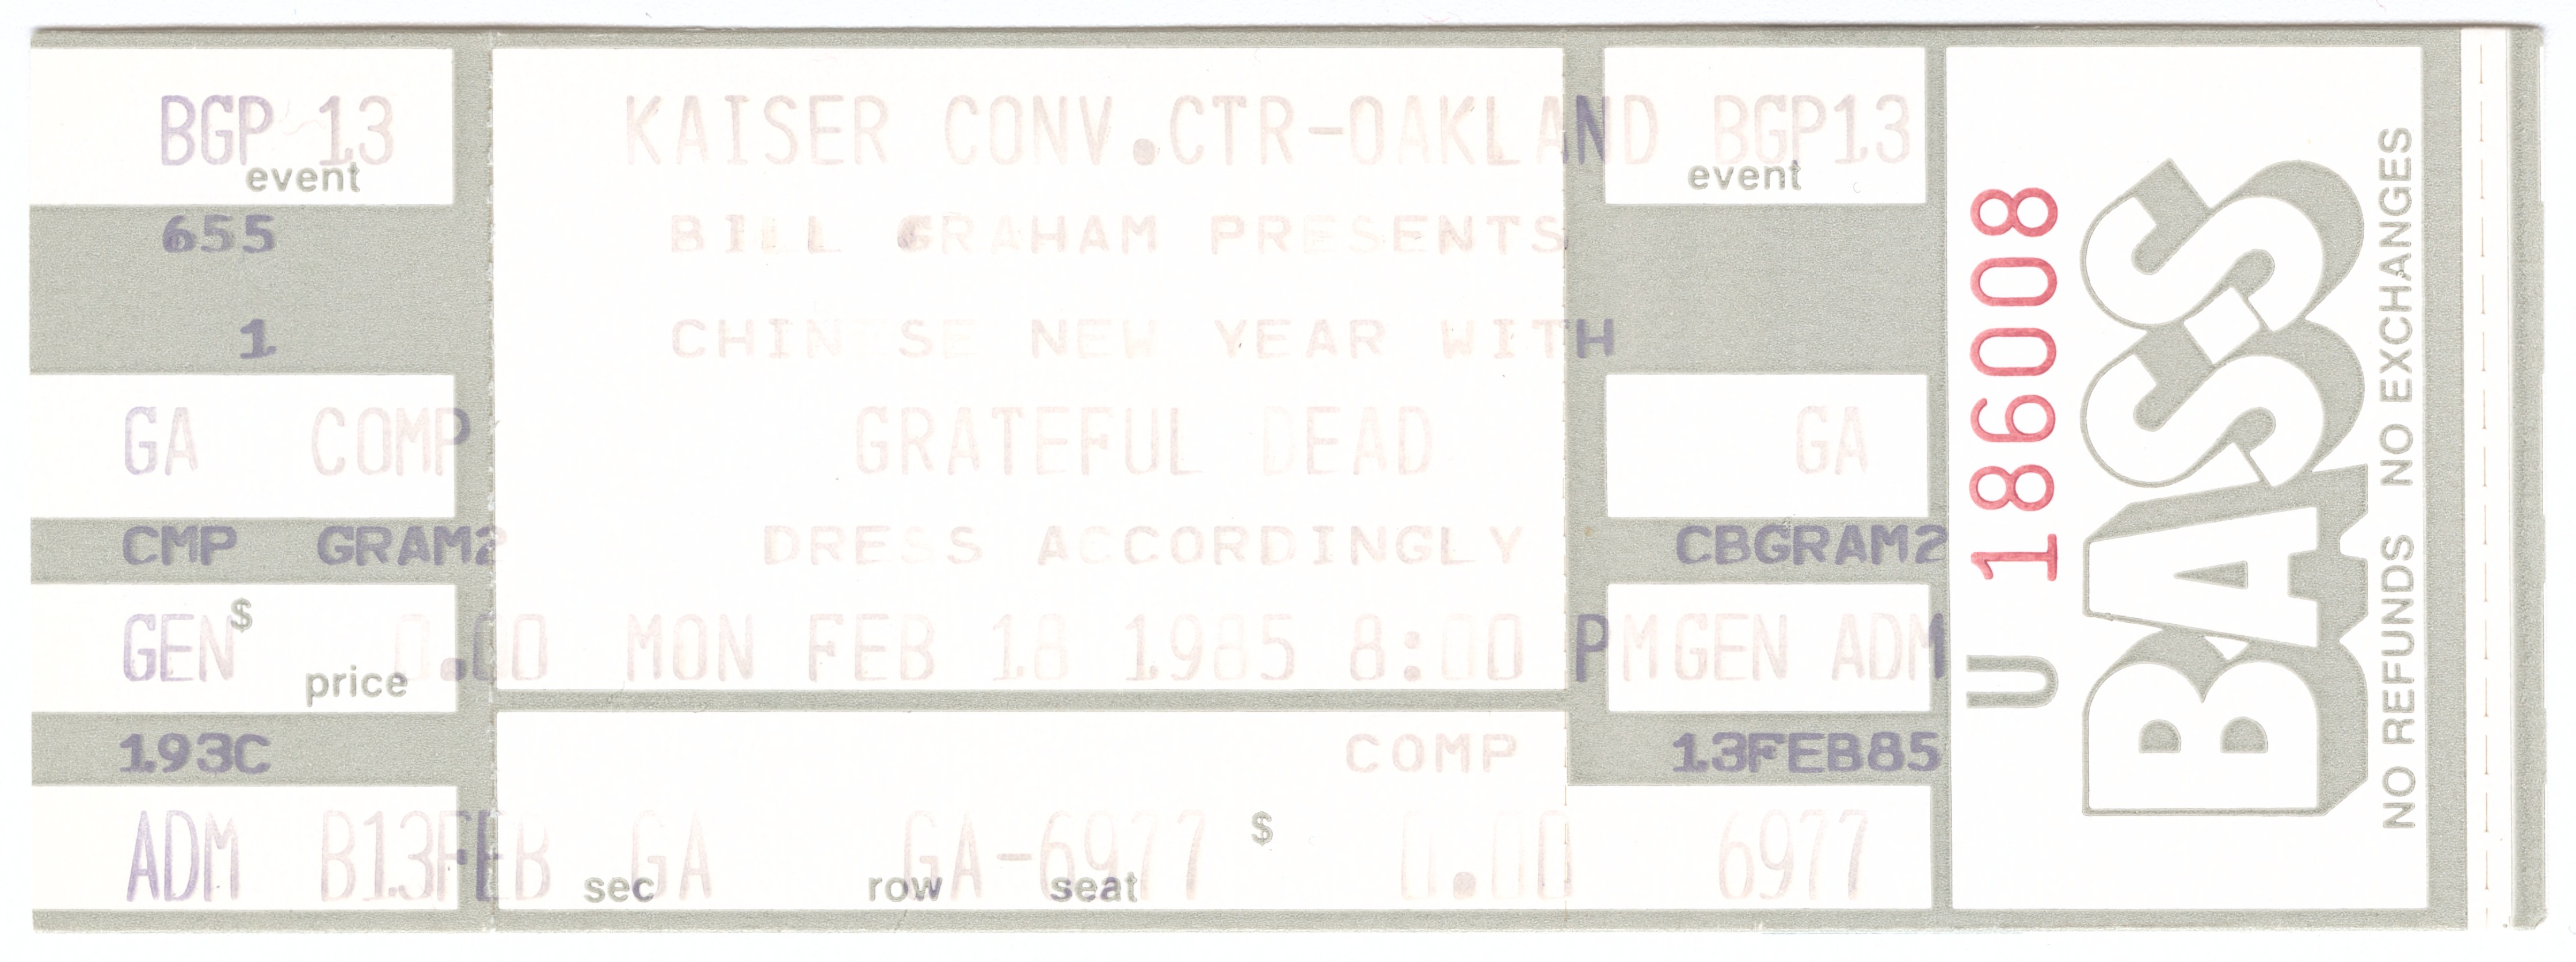 BGP 13
event
655
1
GA COMP
CMP GRAM2
GEN $ 0.00
price
193C
ADM B13FEB
KAISER CONV.CTR-OAKLAND
BILL GRAHAM PRESENTS
CHINESE NEW YEAR WITH
GRATEFUL DEAD
DRESS ACCORDINGLY
MON FEB 18 1985 8:00 PM
COMP
GA GA-6977 $ 0.00
sec row seat
BGP13
event
GA
CBGRAM2
GEN ADM
13FEB85
6977
U 186008
BASS
NO REFUNDS NO EXCHANGES